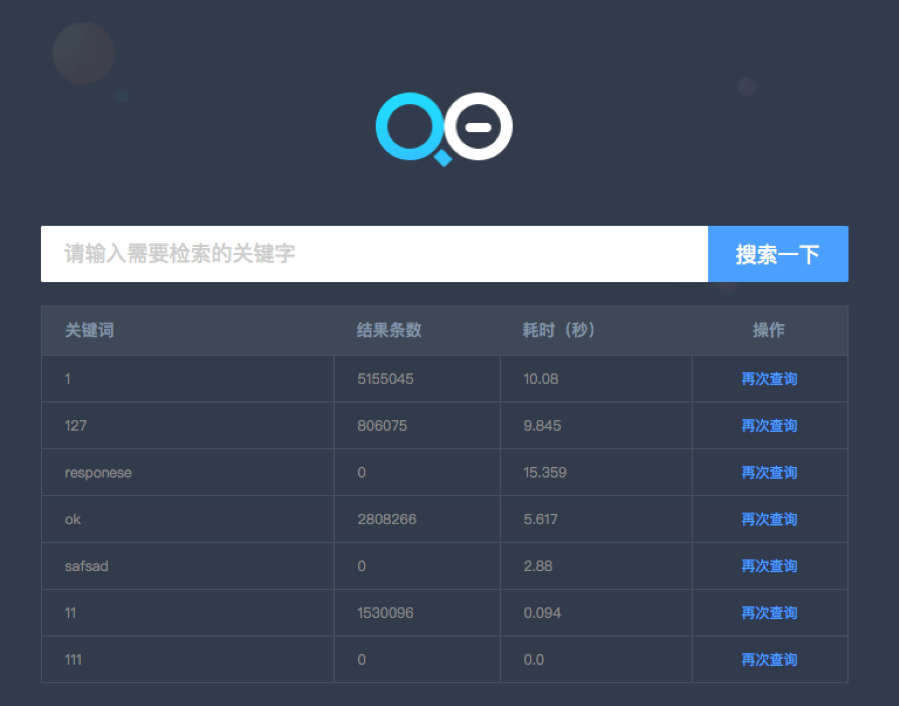 请输入需要检索的关键字 搜索一下
关键词 结果条数 耗时（秒） 操作
1 5155045 10.08 再次查询
127 806075 9.845 再次查询
responese 0 15.359 再次查询
ok 2808266 5.617 再次查询
safsad 0 2.88 再次查询
11 1530096 0.094 再次查询
111 0 0.0 再次查询